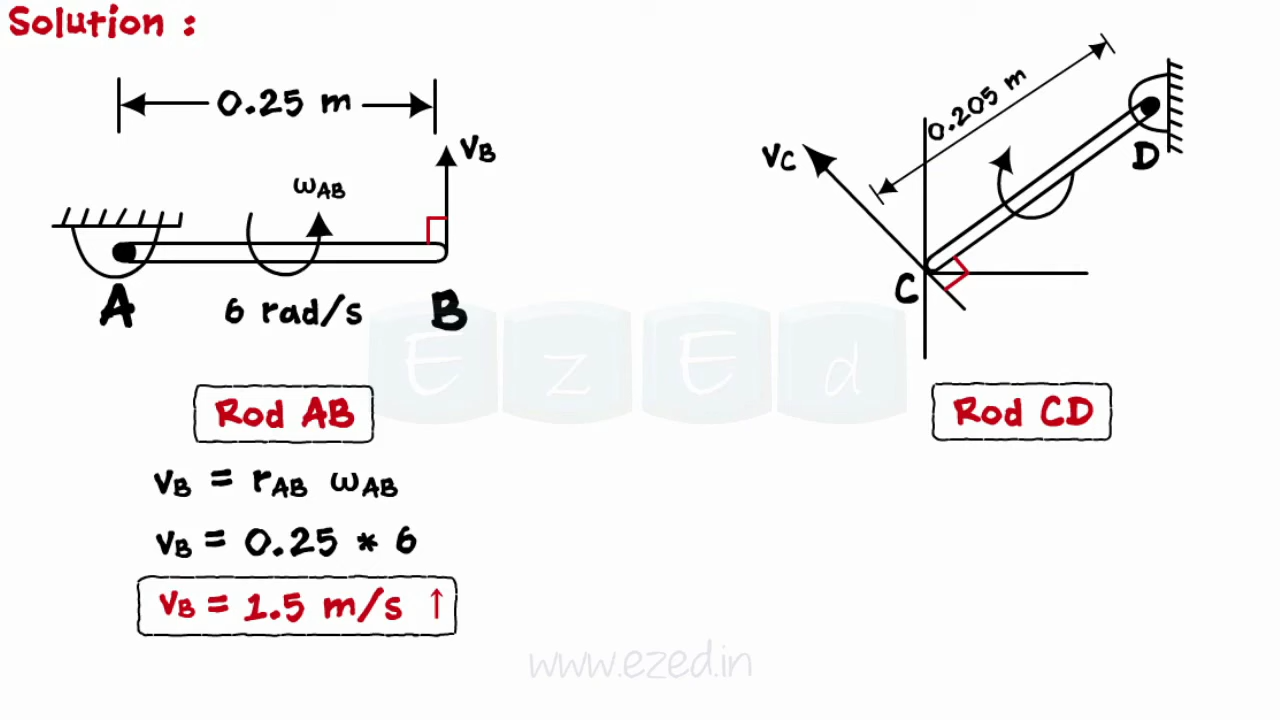 Solution :
0.25 m
0.205 m
VB
VC
D
ωAB
A
6 rad/s
B
C
EzEd
Rod AB
Rod CD
vB = rAB ωAB
vB = 0.25 * 6
vB = 1.5 m/s ↑
www.ezed.in